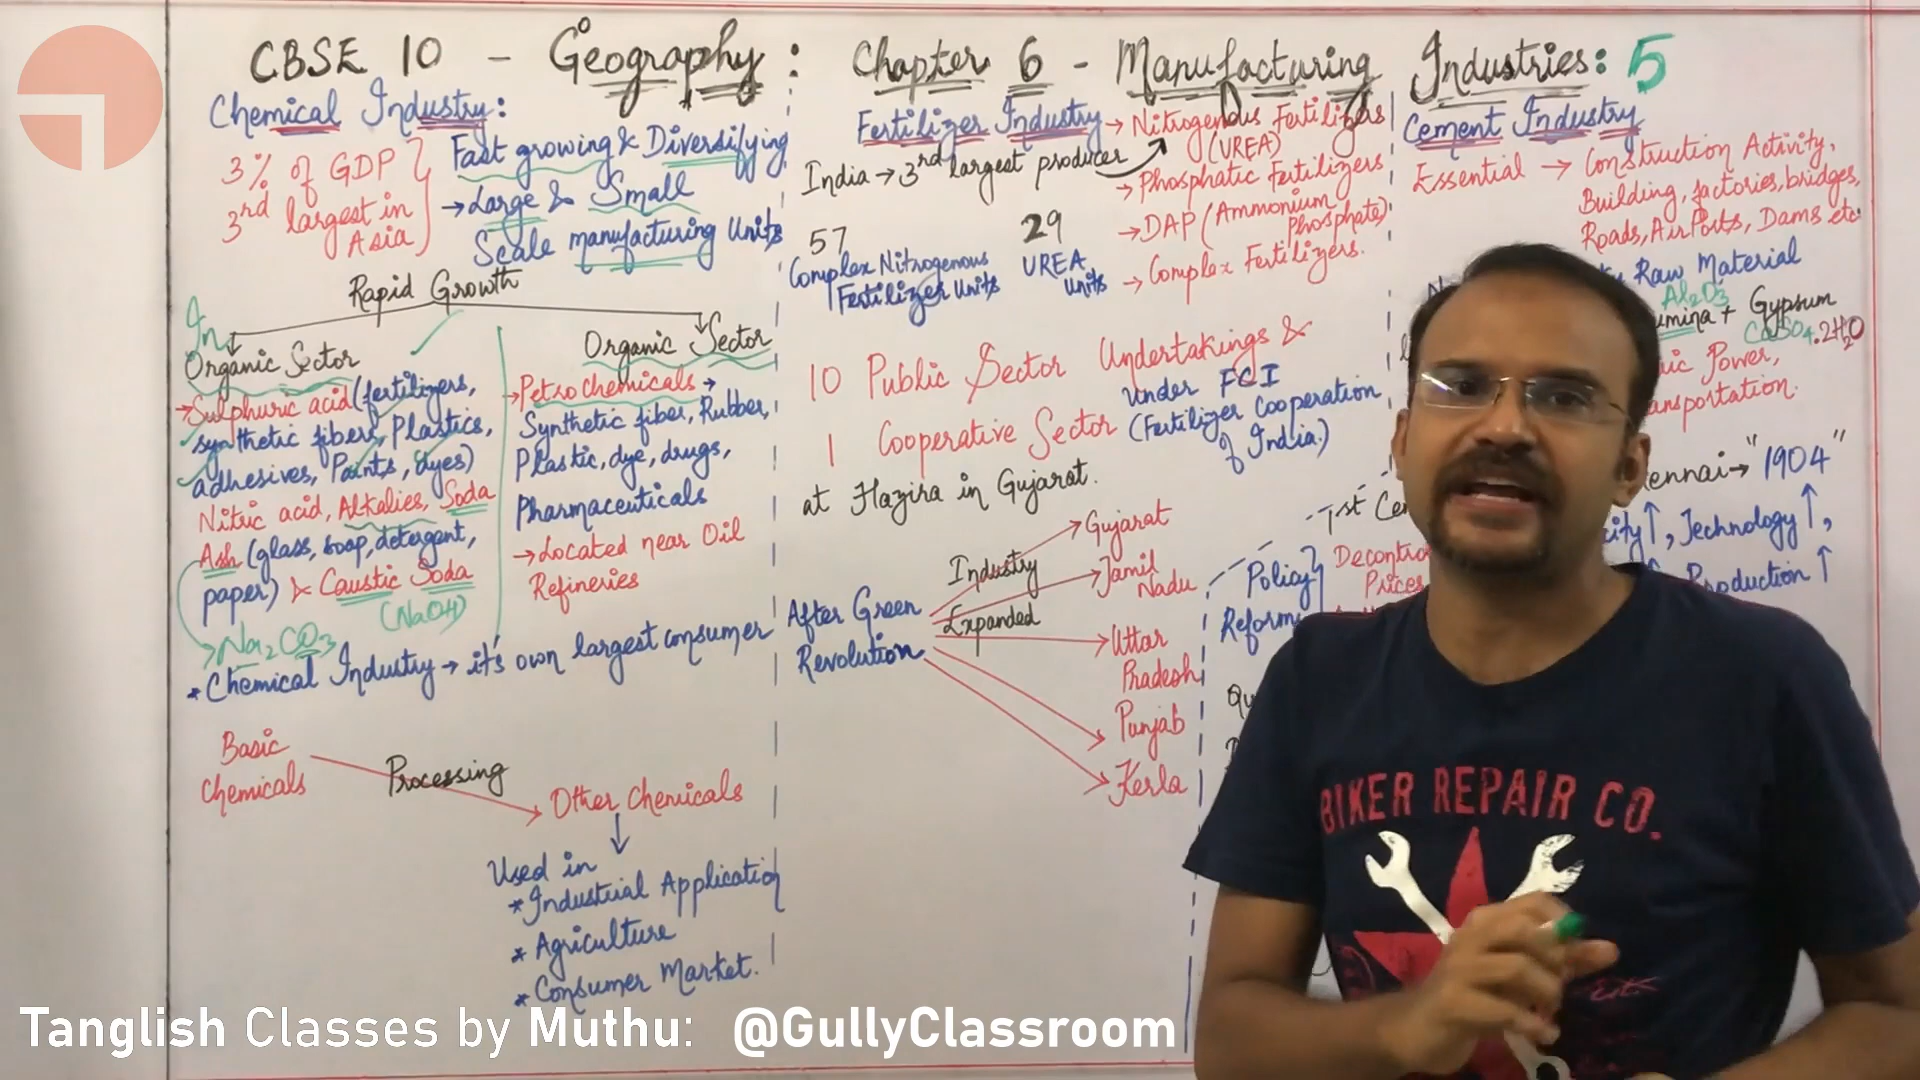 CBSE 10 - Geography: Chapter 6 - Manufacturing Industries: 5
Chemical Industry:
3% of GDP
3rd largest in
Asia
Fast growing & Diversifying
→ Large & Small
Scale manufacturing Units
Rapid Growth
In
Organic Sector
→ Sulphuric acid (fertilizers,
synthetic fibers, Plastics,
adhesives, Paints, dyes)
Nitric acid, Alkalies, Soda
Ash (glass, soap, detergent,
paper) & Caustic Soda
(NaOH)
→ Na2CO3
Organic Sector
→ Petrochemicals →
Synthetic fiber, Rubber,
Plastic, dye, drugs,
Pharmaceuticals
→ Located near Oil
Refineries
* Chemical Industry → it's own largest consumer
Basic
Chemicals
Processing
Other Chemicals
Used in
* Industrial Application
* Agriculture
* Consumer Market.
Fertilizer Industry → Nitrogenous Fertilizers
(UREA)
India → 3rd largest producer
→ Phosphatic Fertilizers
→ DAP (Ammonium
Phosphate)
→ Complex Fertilizers.
57
Complex Nitrogenous
Fertilizer Units
29
UREA
Units
10 Public Sector Undertakings &
1 Cooperative Sector
under FCI
(Fertilizer Cooperation
of India.)
at Hazira in Gujarat.
After Green
Revolution
Industry
Expanded
Gujarat
Tamil
Nadu
Uttar
Pradesh
Punjab
Kerla
Cement Industry
Essential → Construction Activity,
Building, factories, bridges,
Roads, AirPorts, Dams etc.
Raw Material
Al2O3
+ Gypsum
CaSO4.2H2O
Power,
→ "1904"
1st
↑, Technology ↑,
Production ↑
Policy
Reforms
Prices
BIKER REPAIR CO.
Tanglish Classes by Muthu: @GullyClassroom